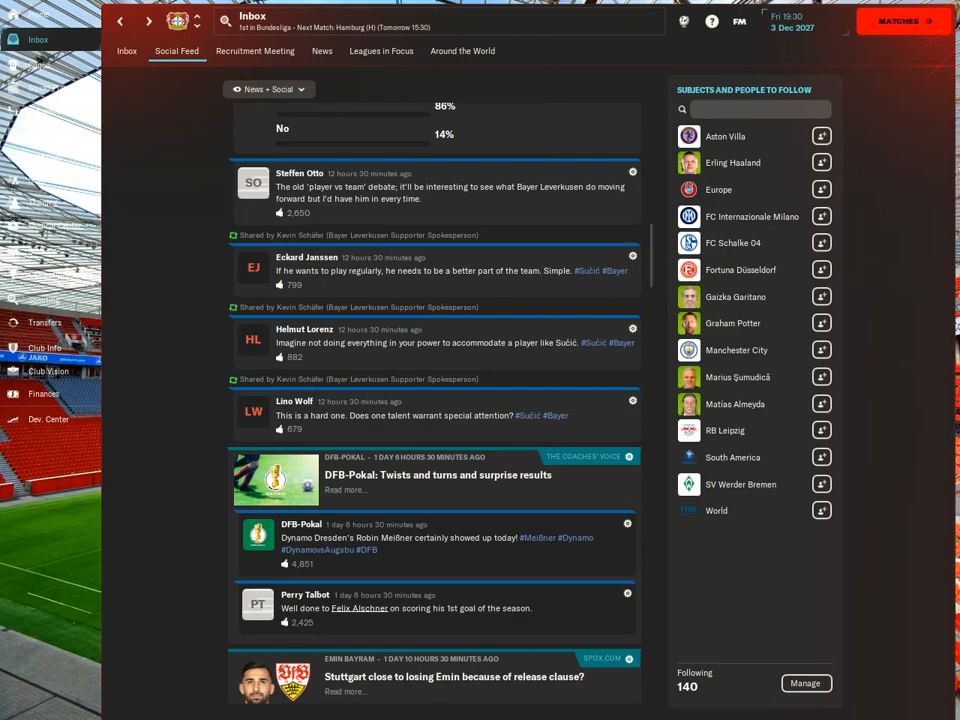 Home
Inbox
1st in Bundesliga - Next Match: Hamburg (H) (Tomorrow 15:30)
FM
Fri 19:30
3 Dec 2027
MATCHES
Inbox
Inbox
Social Feed
Recruitment Meeting
News
Leagues in Focus
Around the World
Squad
Scouting
Transfers
Club Info
JAKO
Club Vision
Finances
Dev. Center
News + Social
86%
No
14%
SO
Steffen Otto 12 hours 30 minutes ago
The old 'player vs team' debate; it'll be interesting to see what Bayer Leverkusen do moving
forward but I'd have him in every time.
2,650
Shared by Kevin Schäfer (Bayer Leverkusen Supporter Spokesperson)
EJ
Eckard Janssen 12 hours 30 minutes ago
If he wants to play regularly, he needs to be a better part of the team. Simple. #Sučić #Bayer
799
Shared by Kevin Schäfer (Bayer Leverkusen Supporter Spokesperson)
HL
Helmut Lorenz 12 hours 30 minutes ago
Imagine not doing everything in your power to accommodate a player like Sučić. #Sučić #Bayer
882
Shared by Kevin Schäfer (Bayer Leverkusen Supporter Spokesperson)
LW
Lino Wolf 12 hours 30 minutes ago
This is a hard one. Does one talent warrant special attention? #Sučić #Bayer
679
DFB-POKAL - 1 DAY 6 HOURS 30 MINUTES AGO
THE COACHES' VOICE
DFB-Pokal: Twists and turns and surprise results
Read more...
DFB-Pokal 1 day 6 hours 30 minutes ago
Dynamo Dresden's Robin Meißner certainly showed up today! #Meißner #Dynamo
#DynamovsAugsbu #DFB
4,851
PT
Perry Talbot 1 day 6 hours 30 minutes ago
Well done to Felix Alschner on scoring his 1st goal of the season.
2,425
EMIN BAYRAM - 1 DAY 10 HOURS 30 MINUTES AGO
SPOX.COM
Stuttgart close to losing Emin because of release clause?
Read more...
SUBJECTS AND PEOPLE TO FOLLOW
Aston Villa
Erling Haaland
Europe
FC Internazionale Milano
FC Schalke 04
Fortuna Düsseldorf
Gaizka Garitano
Graham Potter
Manchester City
Marius Şumudică
Matías Almeyda
RB Leipzig
South America
SV Werder Bremen
FIFA
World
Following
140
Manage